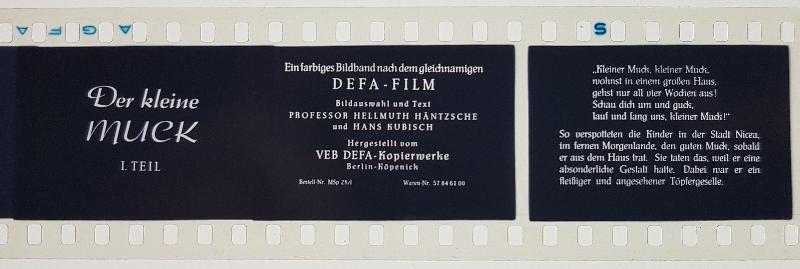 AGFA
S
Der kleine
MUCK
I. TEIL
Ein farbiges Bildband nach dem gleichnamigen
DEFA-FILM
Bildauswahl und Text
PROFESSOR HELLMUTH HÄNTZSCHE
und HANS KUBISCH
Hergestellt vom
VEB DEFA-Kopierwerke
Berlin-Köpenick
Bestell-Nr. MSp 25/I Waren-Nr. 57 84 61 00
„Kleiner Muck, kleiner Muck,
wohnst in einem großen Haus,
gehst nur all vier Wochen aus!
Schau dich um und guck,
lauf und fang uns, kleiner Muck!"
So verspotteten die Kinder in der Stadt Nicea,
im fernen Morgenlande, den guten Muck, sobald
er aus dem Haus trat. Sie taten das, weil er eine
absonderliche Gestalt hatte. Dabei war er ein
fleißiger und angesehener Töpfergeselle.